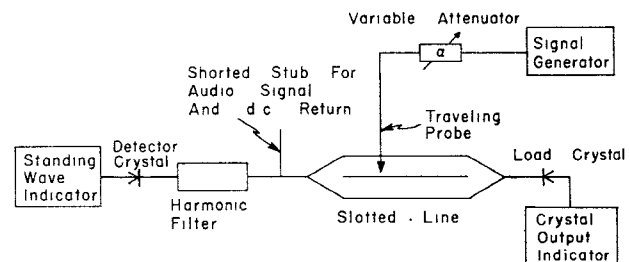 Variable Attenuator
α
Signal
Generator
Shorted Stub For
Audio Signal
And d c Return
Traveling
Probe
Detector
Crystal
Standing
Wave
Indicator
Harmonic
Filter
Slotted - Line
Load Crystal
Crystal
Output
Indicator